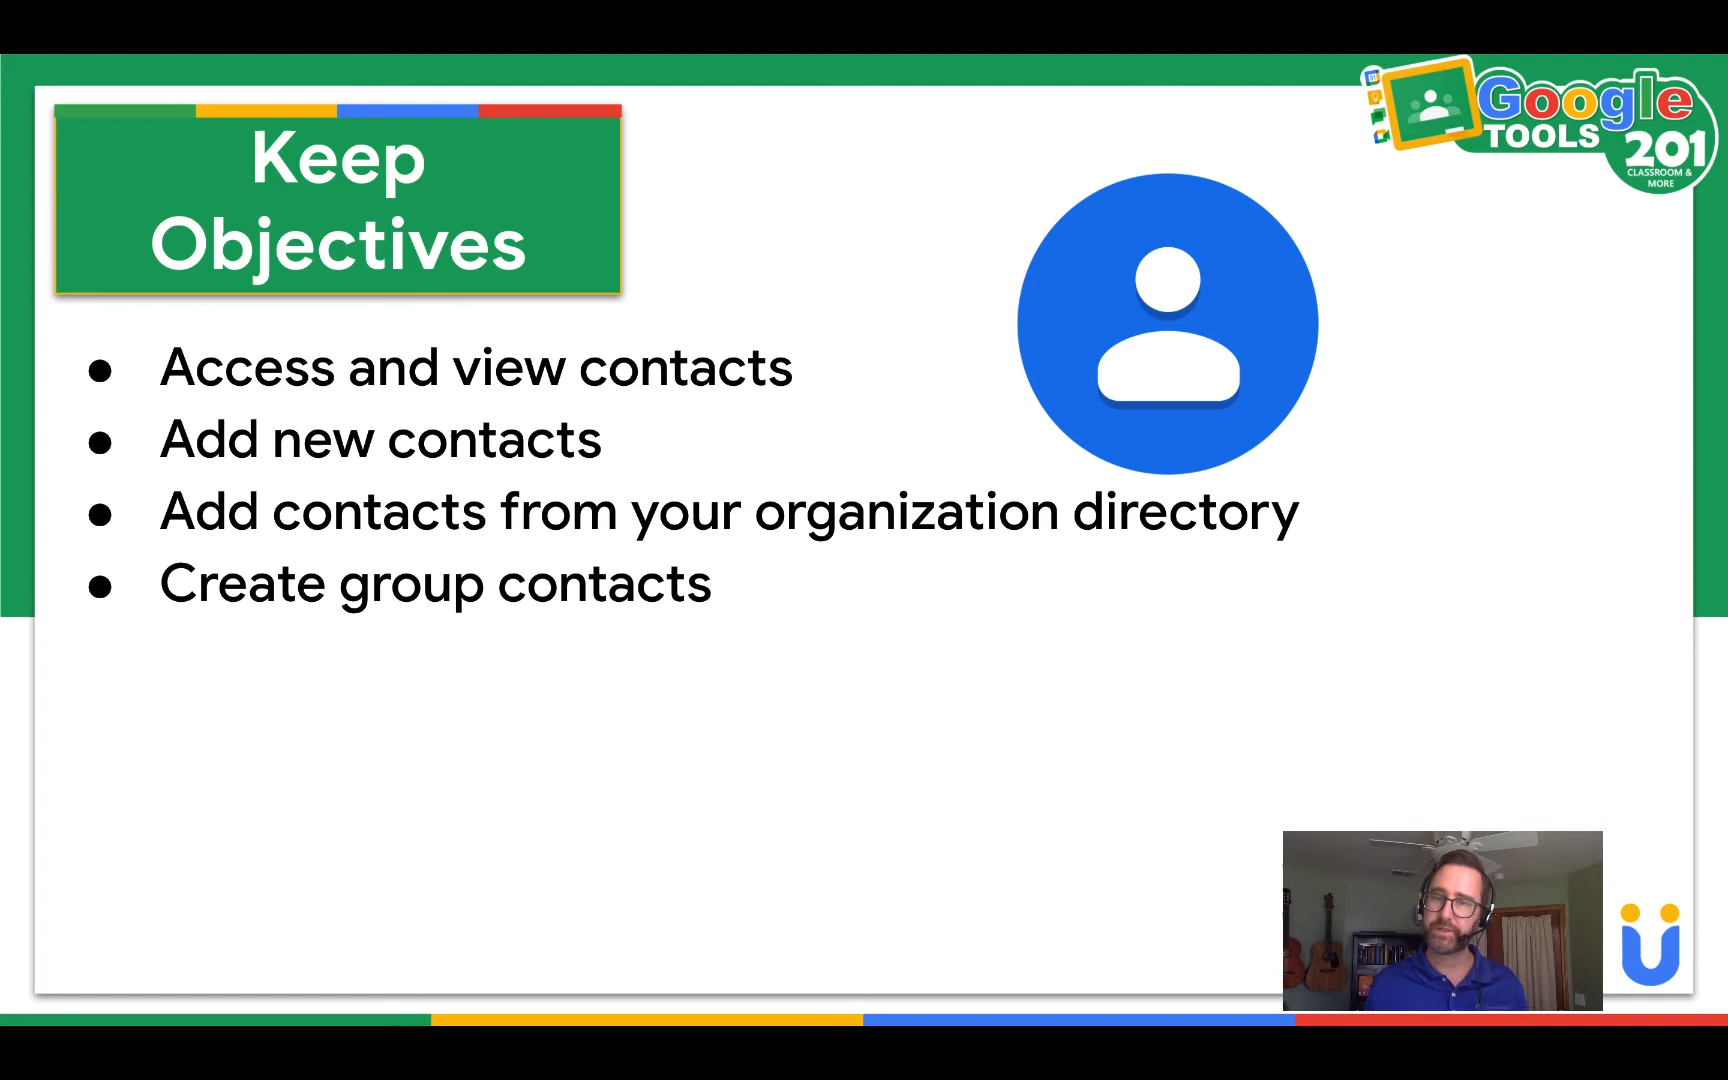 Keep
Objectives
Google
TOOLS
201
CLASSROOM &
MORE
● Access and view contacts
● Add new contacts
● Add contacts from your organization directory
● Create group contacts